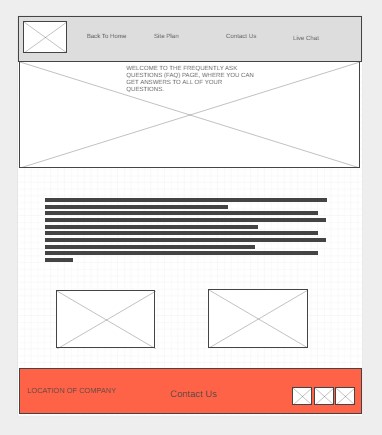 Back To Home
Site Plan
Contact Us
Live Chat
WELCOME TO THE FREQUENTLY ASK
QUESTIONS (FAQ) PAGE, WHERE YOU CAN
GET ANSWERS TO ALL OF YOUR
QUESTIONS.
LOCATION OF COMPANY
Contact Us